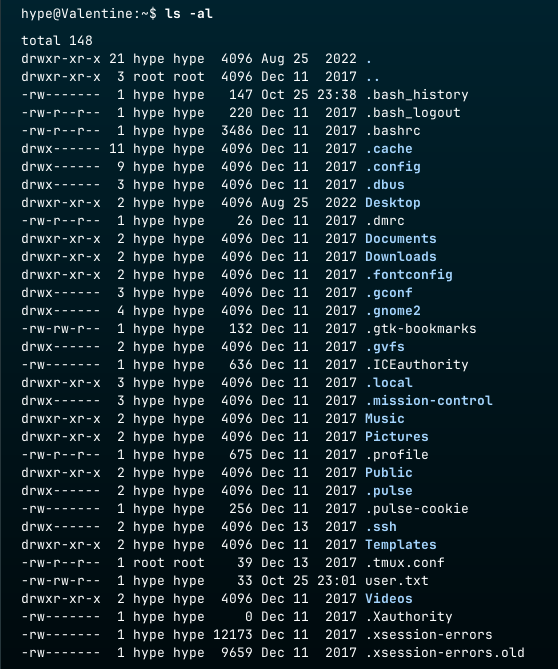 hype@Valentine:~$ ls -al
total 148
drwxr-xr-x 21 hype hype  4096 Aug 25  2022 .
drwxr-xr-x  3 root root  4096 Dec 11  2017 ..
-rw-------  1 hype hype   147 Oct 25 23:38 .bash_history
-rw-r--r--  1 hype hype   220 Dec 11  2017 .bash_logout
-rw-r--r--  1 hype hype  3486 Dec 11  2017 .bashrc
drwx------ 11 hype hype  4096 Dec 11  2017 .cache
drwx------  9 hype hype  4096 Dec 11  2017 .config
drwx------  3 hype hype  4096 Dec 11  2017 .dbus
drwxr-xr-x  2 hype hype  4096 Aug 25  2022 Desktop
-rw-r--r--  1 hype hype    26 Dec 11  2017 .dmrc
drwxr-xr-x  2 hype hype  4096 Dec 11  2017 Documents
drwxr-xr-x  2 hype hype  4096 Dec 11  2017 Downloads
drwxr-xr-x  2 hype hype  4096 Dec 11  2017 .fontconfig
drwx------  3 hype hype  4096 Dec 11  2017 .gconf
drwx------  4 hype hype  4096 Dec 11  2017 .gnome2
-rw-rw-r--  1 hype hype   132 Dec 11  2017 .gtk-bookmarks
drwx------  2 hype hype  4096 Dec 11  2017 .gvfs
-rw-------  1 hype hype   636 Dec 11  2017 .ICEauthority
drwxr-xr-x  3 hype hype  4096 Dec 11  2017 .local
drwx------  3 hype hype  4096 Dec 11  2017 .mission-control
drwxr-xr-x  2 hype hype  4096 Dec 11  2017 Music
drwxr-xr-x  2 hype hype  4096 Dec 11  2017 Pictures
-rw-r--r--  1 hype hype   675 Dec 11  2017 .profile
drwxr-xr-x  2 hype hype  4096 Dec 11  2017 Public
drwx------  2 hype hype  4096 Dec 11  2017 .pulse
-rw-------  1 hype hype   256 Dec 11  2017 .pulse-cookie
drwx------  2 hype hype  4096 Dec 13  2017 .ssh
drwxr-xr-x  2 hype hype  4096 Dec 11  2017 Templates
-rw-r--r--  1 root root    39 Dec 13  2017 .tmux.conf
-rw-rw-r--  1 hype hype    33 Oct 25 23:01 user.txt
drwxr-xr-x  2 hype hype  4096 Dec 11  2017 Videos
-rw-------  1 hype hype     0 Dec 11  2017 .Xauthority
-rw-------  1 hype hype 12173 Dec 11  2017 .xsession-errors
-rw-------  1 hype hype  9659 Dec 11  2017 .xsession-errors.old